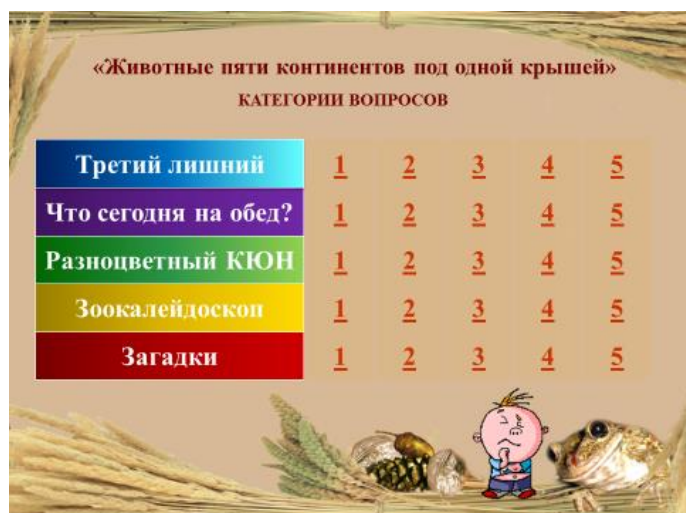 «Животные пяти континентов под одной крышей»
КАТЕГОРИИ ВОПРОСОВ
Третий лишний 1 2 3 4 5
Что сегодня на обед? 1 2 3 4 5
Разноцветный КЮН 1 2 3 4 5
Зоокалейдоскоп 1 2 3 4 5
Загадки 1 2 3 4 5